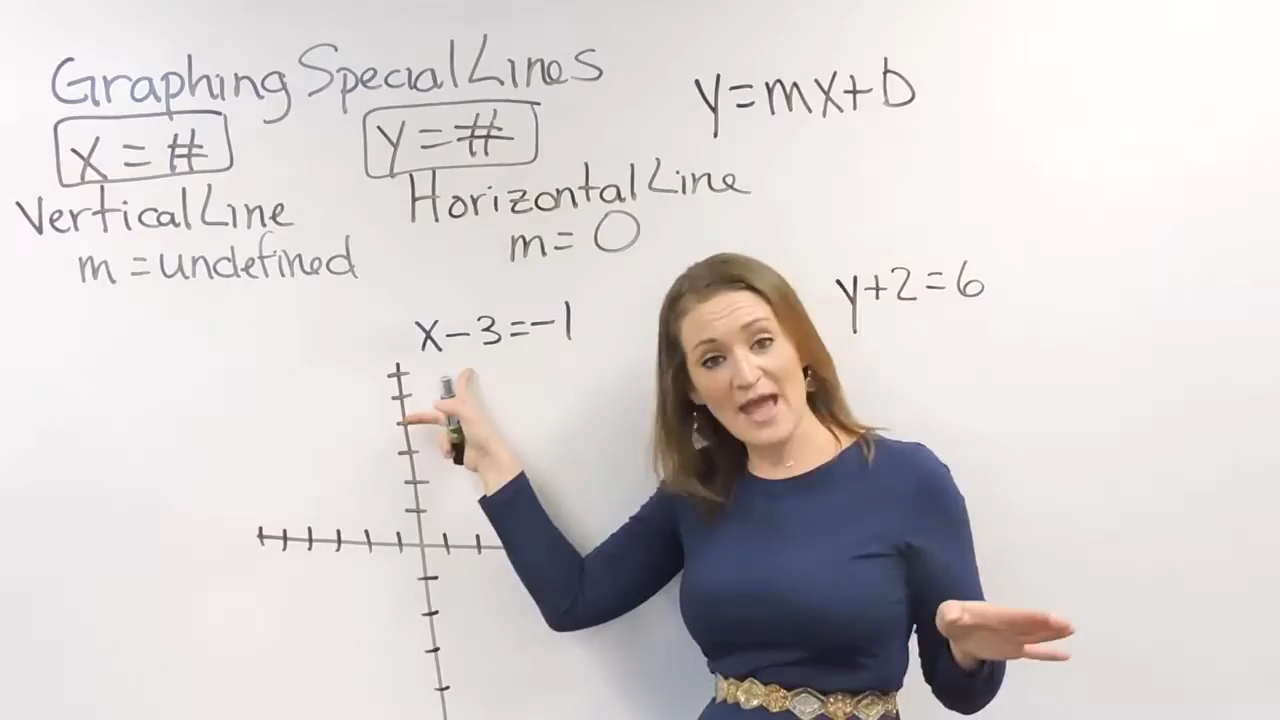 Graphing Special Lines
y=mx+b
x = #
y = #
Vertical Line
Horizontal Line
m = undefined
m = 0
x-3=-1
y+2=6